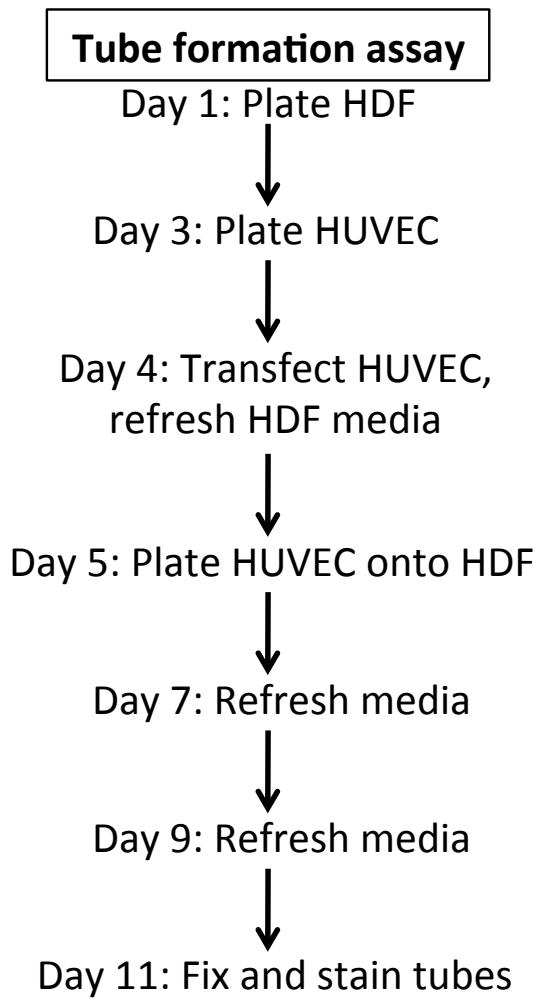 Tube formation assay
Day 1: Plate HDF
Day 3: Plate HUVEC
Day 4: Transfect HUVEC,
refresh HDF media
Day 5: Plate HUVEC onto HDF
Day 7: Refresh media
Day 9: Refresh media
Day 11: Fix and stain tubes